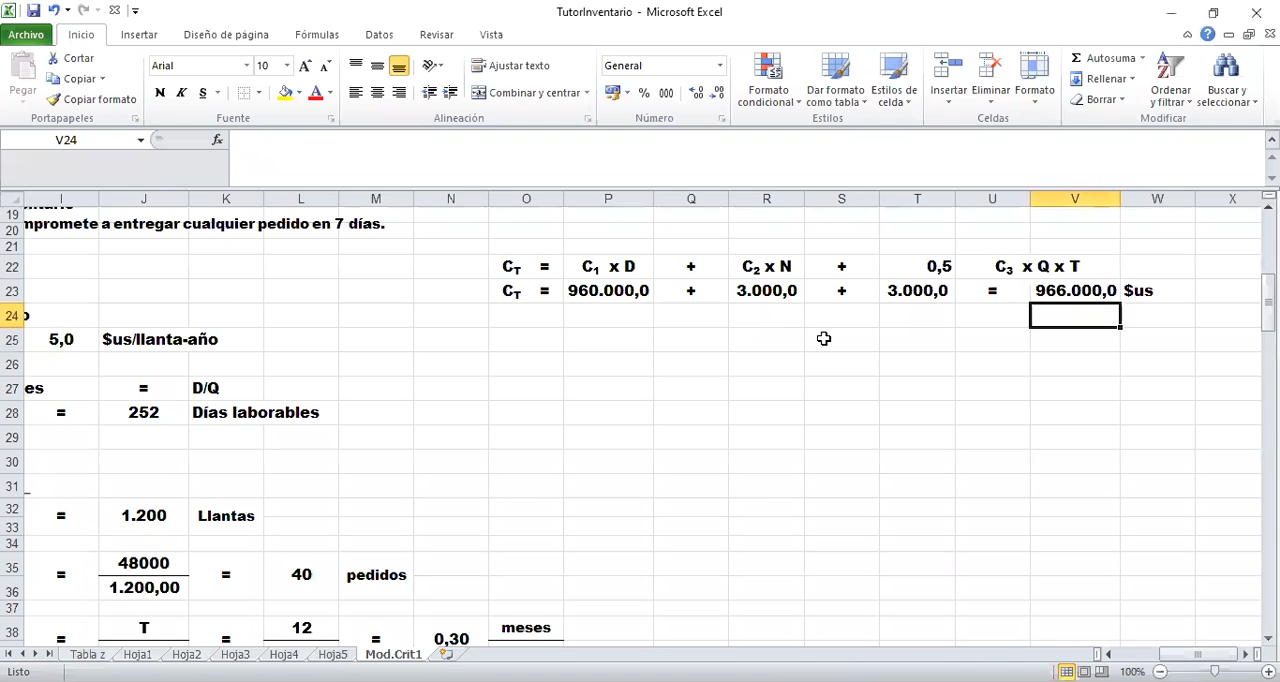 TutorInventario - Microsoft Excel
Archivo Inicio Insertar Diseño de página Fórmulas Datos Revisar Vista
Pegar
Cortar
Copiar
Copiar formato
Portapapeles
Arial 10
N K S
Fuente
Ajustar texto
Combinar y centrar
Alineación
General
% 000
Número
Formato condicional
Dar formato como tabla
Estilos de celda
Estilos
Insertar Eliminar Formato
Celdas
Autosuma
Rellenar
Borrar
Ordenar y filtrar
Buscar y seleccionar
Modificar
V24 fx
I J K L M N O P Q R S T U V W X
19
20 mpromete a entregar cualquier pedido en 7 días.
21
22 CT = C1 x D + C2 x N + 0,5 C3 x Q x T
23 CT = 960.000,0 + 3.000,0 + 3.000,0 = 966.000,0 $us
24 o
25 5,0 $us/llanta-año
26
27 es = D/Q
28 = 252 Días laborables
29
30
31
32 = 1.200 Llantas
33
34
35 = 48000 = 40 pedidos
36 1.200,00
37
38 = T = 12 = 0,30 meses
Tabla z Hoja1 Hoja2 Hoja3 Hoja4 Hoja5 Mod.Crit1
Listo 100%